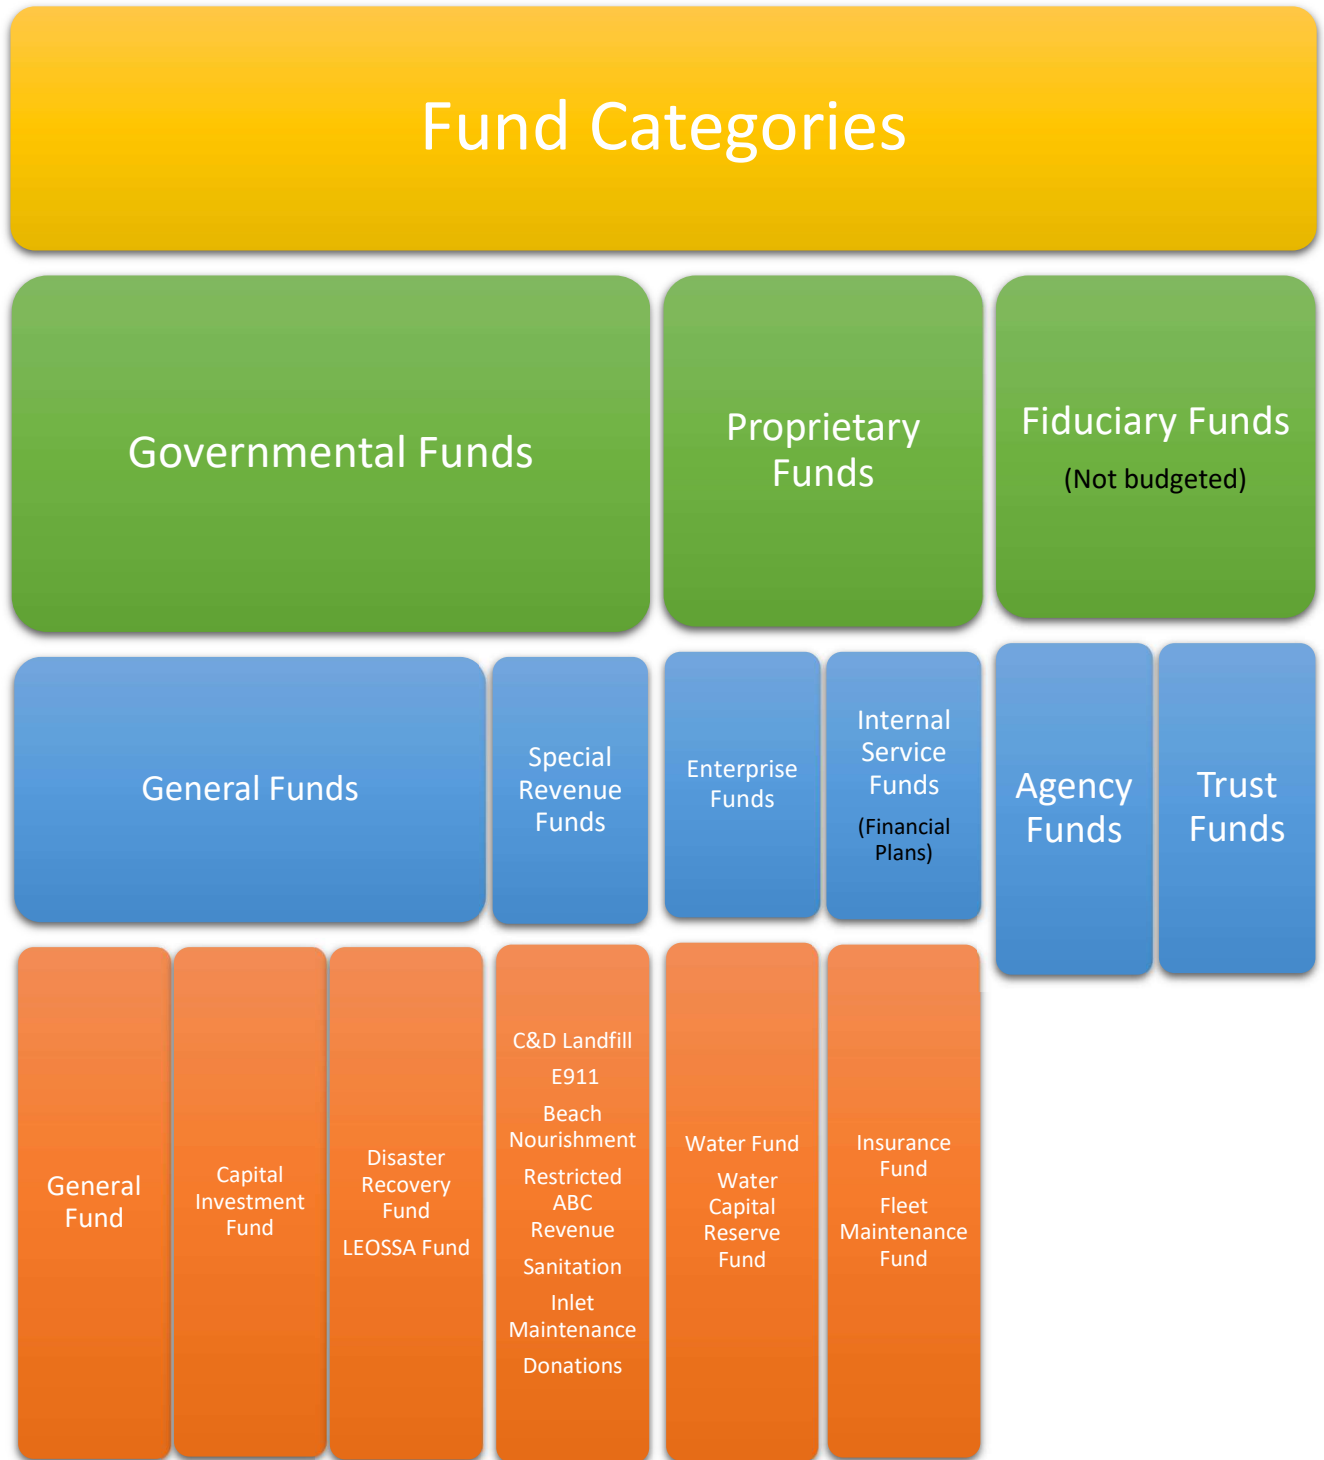 Fund Categories
Governmental Funds
Proprietary
Funds
Fiduciary Funds
(Not budgeted)
General Funds
Special
Revenue
Funds
Enterprise
Funds
Internal
Service
Funds
(Financial
Plans)
Agency
Funds
Trust
Funds
General
Fund
Capital
Investment
Fund
Disaster
Recovery
Fund
LEOSSA Fund
C&D Landfill
E911
Beach
Nourishment
Restricted
ABC
Revenue
Sanitation
Inlet
Maintenance
Donations
Water Fund
Water
Capital
Reserve
Fund
Insurance
Fund
Fleet
Maintenance
Fund